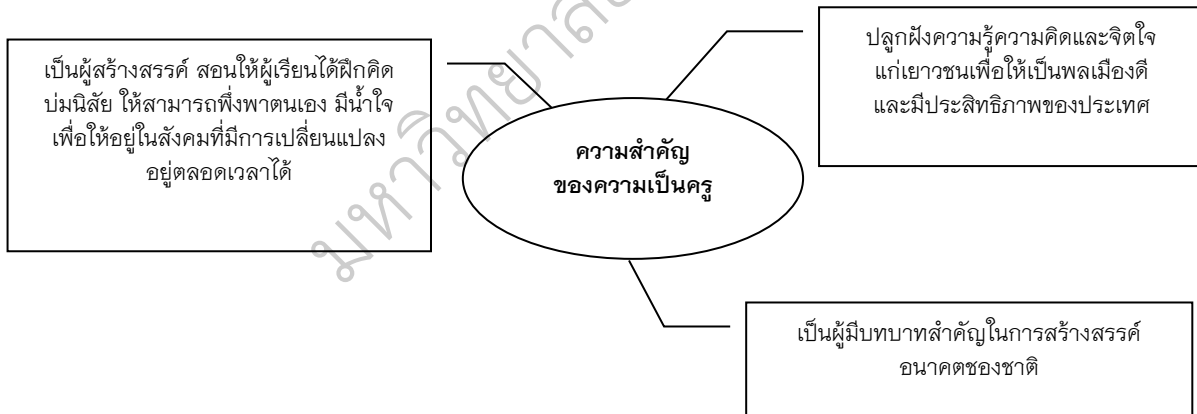 เป็นผู้สร้างสรรค์ สอนให้ผู้เรียนได้ฝึกคิด
บ่มนิสัย ให้สามารถพึ่งพาตนเอง มีน้ำใจ
เพื่อให้อยู่ในสังคมที่มีการเปลี่ยนแปลง
อยู่ตลอดเวลาได้
ปลูกฝังความรู้ความคิดและจิตใจ
แก่เยาวชนเพื่อให้เป็นพลเมืองดี
และมีประสิทธิภาพของประเทศ
ความสำคัญ
ของความเป็นครู
เป็นผู้มีบทบาทสำคัญในการสร้างสรรค์
อนาคตชองชาติ